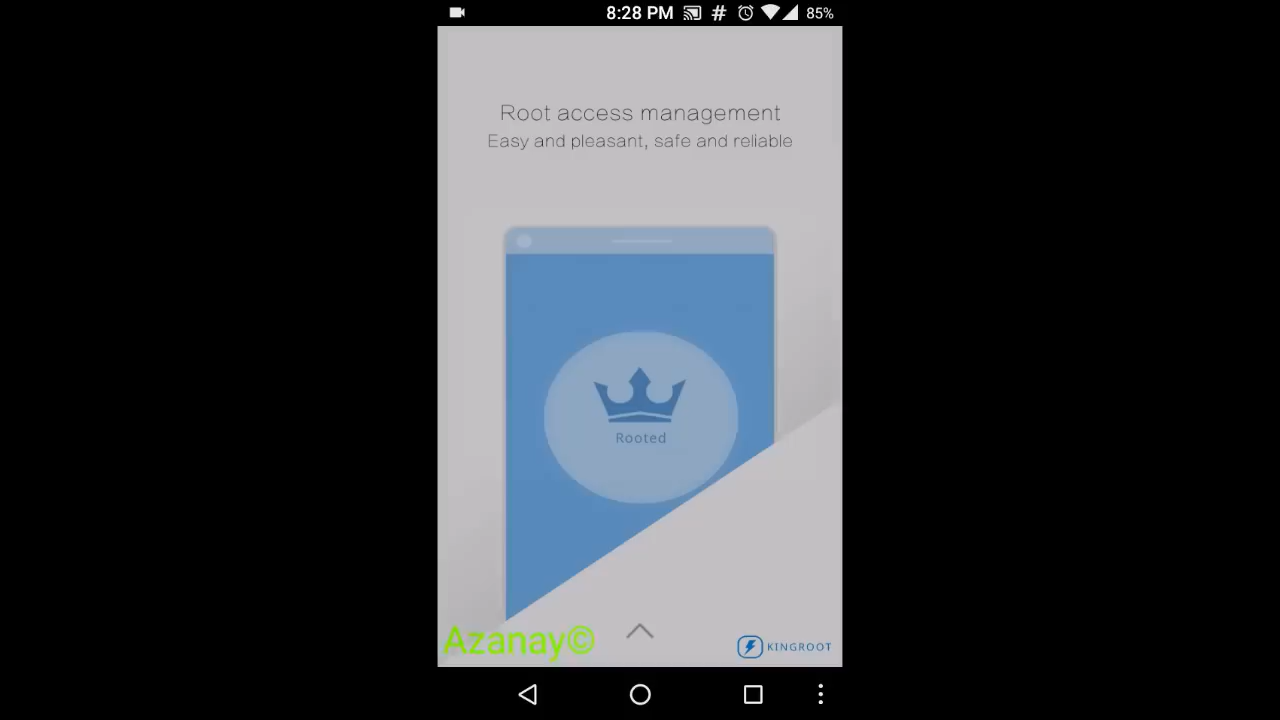 8:28 PM # 85%
Root access management
Easy and pleasant, safe and reliable
Rooted
Azanay©
KINGROOT